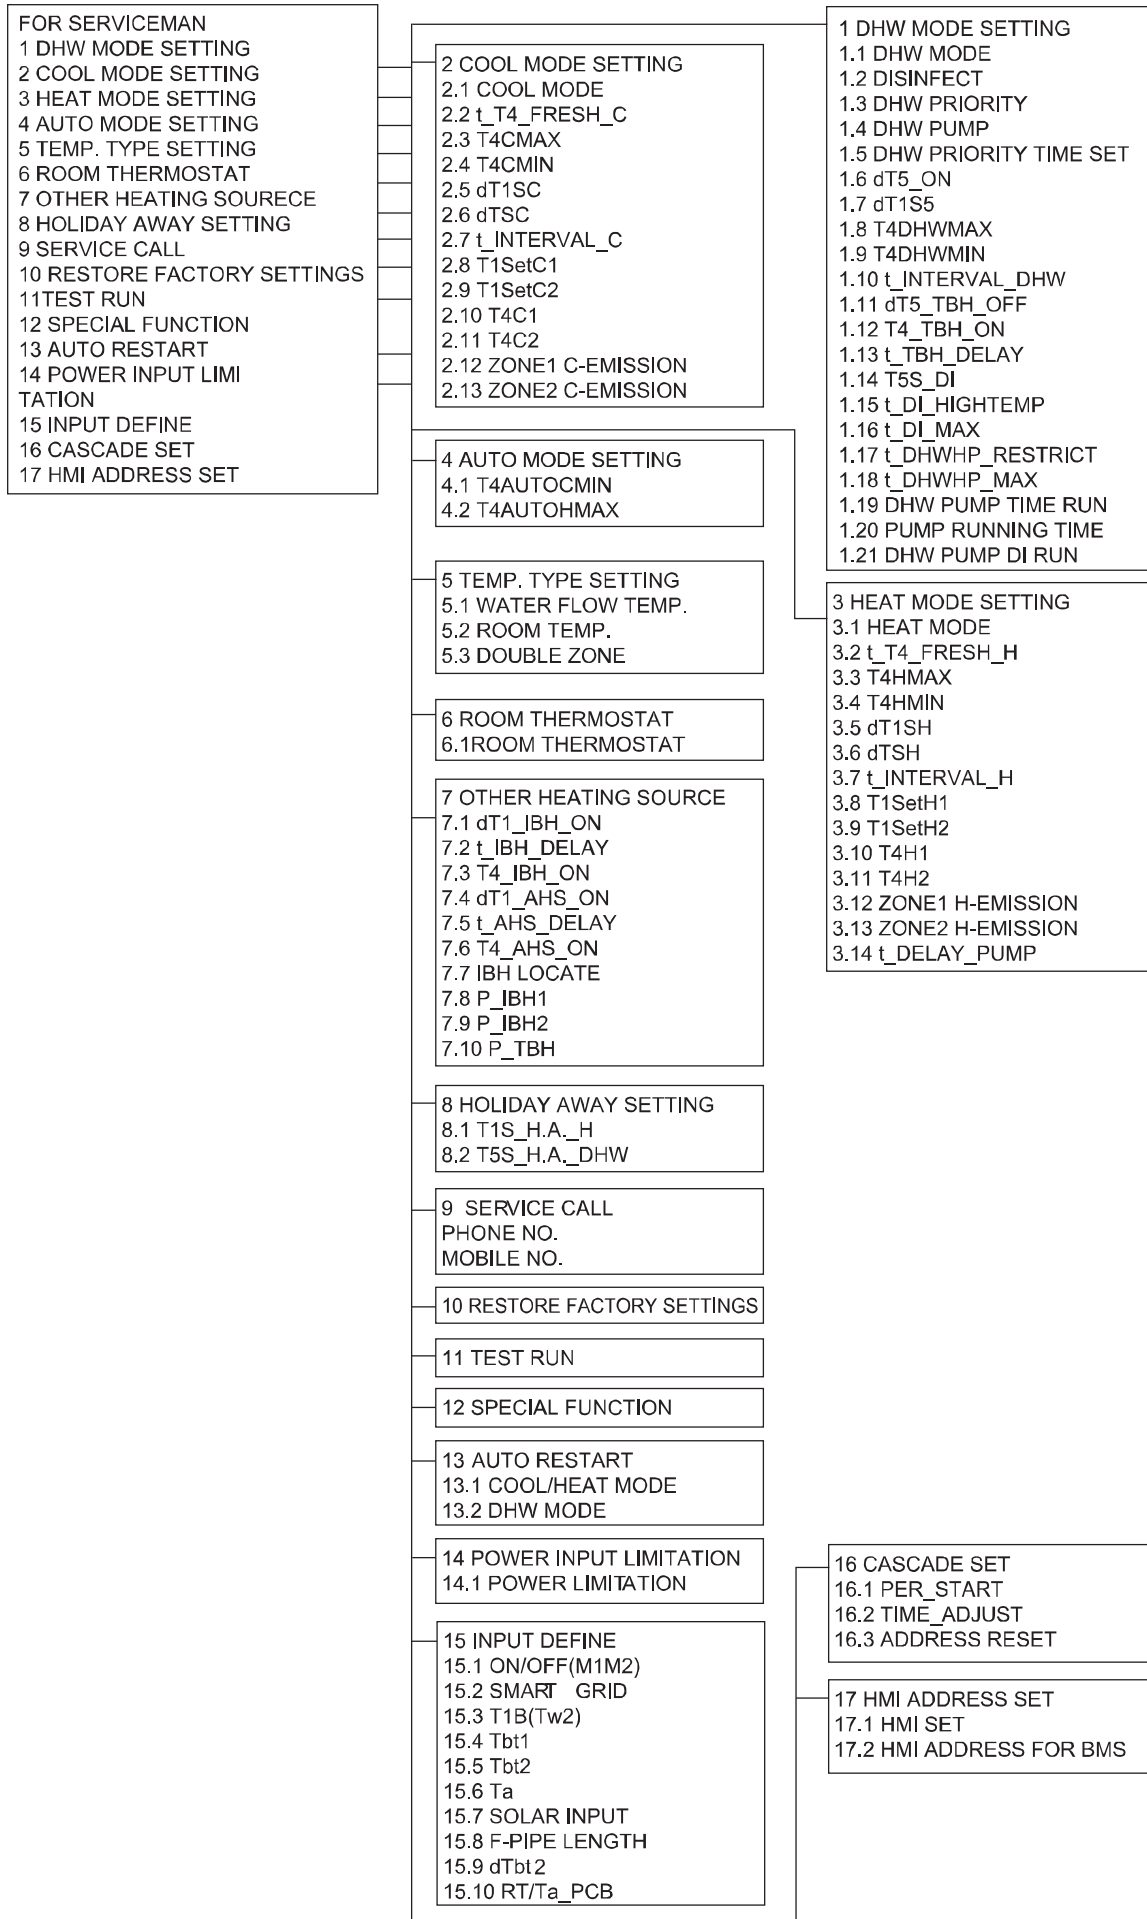 FOR SERVICEMAN
1 DHW MODE SETTING
2 COOL MODE SETTING
3 HEAT MODE SETTING
4 AUTO MODE SETTING
5 TEMP. TYPE SETTING
6 ROOM THERMOSTAT
7 OTHER HEATING SOURECE
8 HOLIDAY AWAY SETTING
9 SERVICE CALL
10 RESTORE FACTORY SETTINGS
11TEST RUN
12 SPECIAL FUNCTION
13 AUTO RESTART
14 POWER INPUT LIMI
TATION
15 INPUT DEFINE
16 CASCADE SET
17 HMI ADDRESS SET
2 COOL MODE SETTING
2.1 COOL MODE
2.2 t_T4_FRESH_C
2.3 T4CMAX
2.4 T4CMIN
2.5 dT1SC
2.6 dTSC
2.7 t_INTERVAL_C
2.8 T1SetC1
2.9 T1SetC2
2.10 T4C1
2.11 T4C2
2.12 ZONE1 C-EMISSION
2.13 ZONE2 C-EMISSION
4 AUTO MODE SETTING
4.1 T4AUTOCMIN
4.2 T4AUTOHMAX
5 TEMP. TYPE SETTING
5.1 WATER FLOW TEMP.
5.2 ROOM TEMP.
5.3 DOUBLE ZONE
6 ROOM THERMOSTAT
6.1ROOM THERMOSTAT
7 OTHER HEATING SOURCE
7.1 dT1_IBH_ON
7.2 t_IBH_DELAY
7.3 T4_IBH_ON
7.4 dT1_AHS_ON
7.5 t_AHS_DELAY
7.6 T4_AHS_ON
7.7 IBH LOCATE
7.8 P_IBH1
7.9 P_IBH2
7.10 P_TBH
8 HOLIDAY AWAY SETTING
8.1 T1S_H.A._H
8.2 T5S_H.A._DHW
9 SERVICE CALL
PHONE NO.
MOBILE NO.
10 RESTORE FACTORY SETTINGS
11 TEST RUN
12 SPECIAL FUNCTION
13 AUTO RESTART
13.1 COOL/HEAT MODE
13.2 DHW MODE
14 POWER INPUT LIMITATION
14.1 POWER LIMITATION
15 INPUT DEFINE
15.1 ON/OFF(M1M2)
15.2 SMART GRID
15.3 T1B(Tw2)
15.4 Tbt1
15.5 Tbt2
15.6 Ta
15.7 SOLAR INPUT
15.8 F-PIPE LENGTH
15.9 dTbt2
15.10 RT/Ta_PCB
1 DHW MODE SETTING
1.1 DHW MODE
1.2 DISINFECT
1.3 DHW PRIORITY
1.4 DHW PUMP
1.5 DHW PRIORITY TIME SET
1.6 dT5_ON
1.7 dT1S5
1.8 T4DHWMAX
1.9 T4DHWMIN
1.10 t_INTERVAL_DHW
1.11 dT5_TBH_OFF
1.12 T4_TBH_ON
1.13 t_TBH_DELAY
1.14 T5S_DI
1.15 t_DI_HIGHTEMP
1.16 t_DI_MAX
1.17 t_DHWHP_RESTRICT
1.18 t_DHWHP_MAX
1.19 DHW PUMP TIME RUN
1.20 PUMP RUNNING TIME
1.21 DHW PUMP DI RUN
3 HEAT MODE SETTING
3.1 HEAT MODE
3.2 t_T4_FRESH_H
3.3 T4HMAX
3.4 T4HMIN
3.5 dT1SH
3.6 dTSH
3.7 t_INTERVAL_H
3.8 T1SetH1
3.9 T1SetH2
3.10 T4H1
3.11 T4H2
3.12 ZONE1 H-EMISSION
3.13 ZONE2 H-EMISSION
3.14 t_DELAY_PUMP
16 CASCADE SET
16.1 PER_START
16.2 TIME_ADJUST
16.3 ADDRESS RESET
17 HMI ADDRESS SET
17.1 HMI SET
17.2 HMI ADDRESS FOR BMS